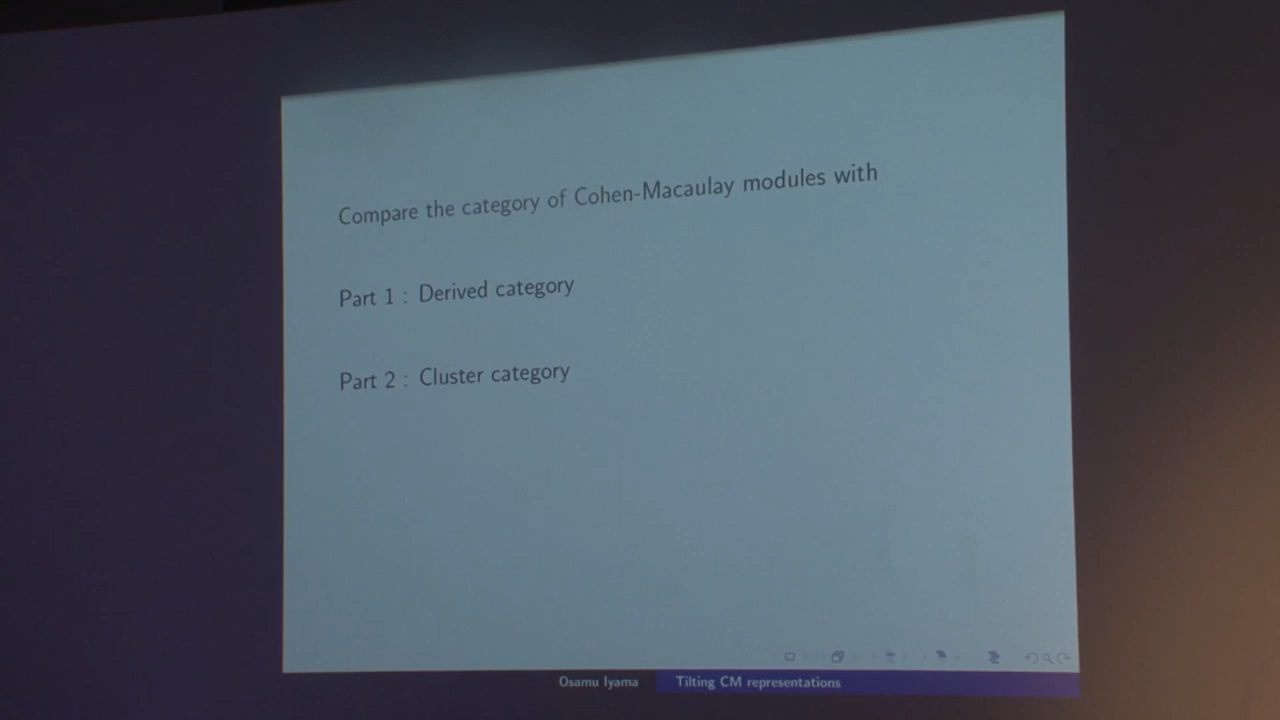 Compare the category of Cohen-Macaulay modules with
Part 1 : Derived category
Part 2 : Cluster category
Osamu Iyama Tilting CM representations